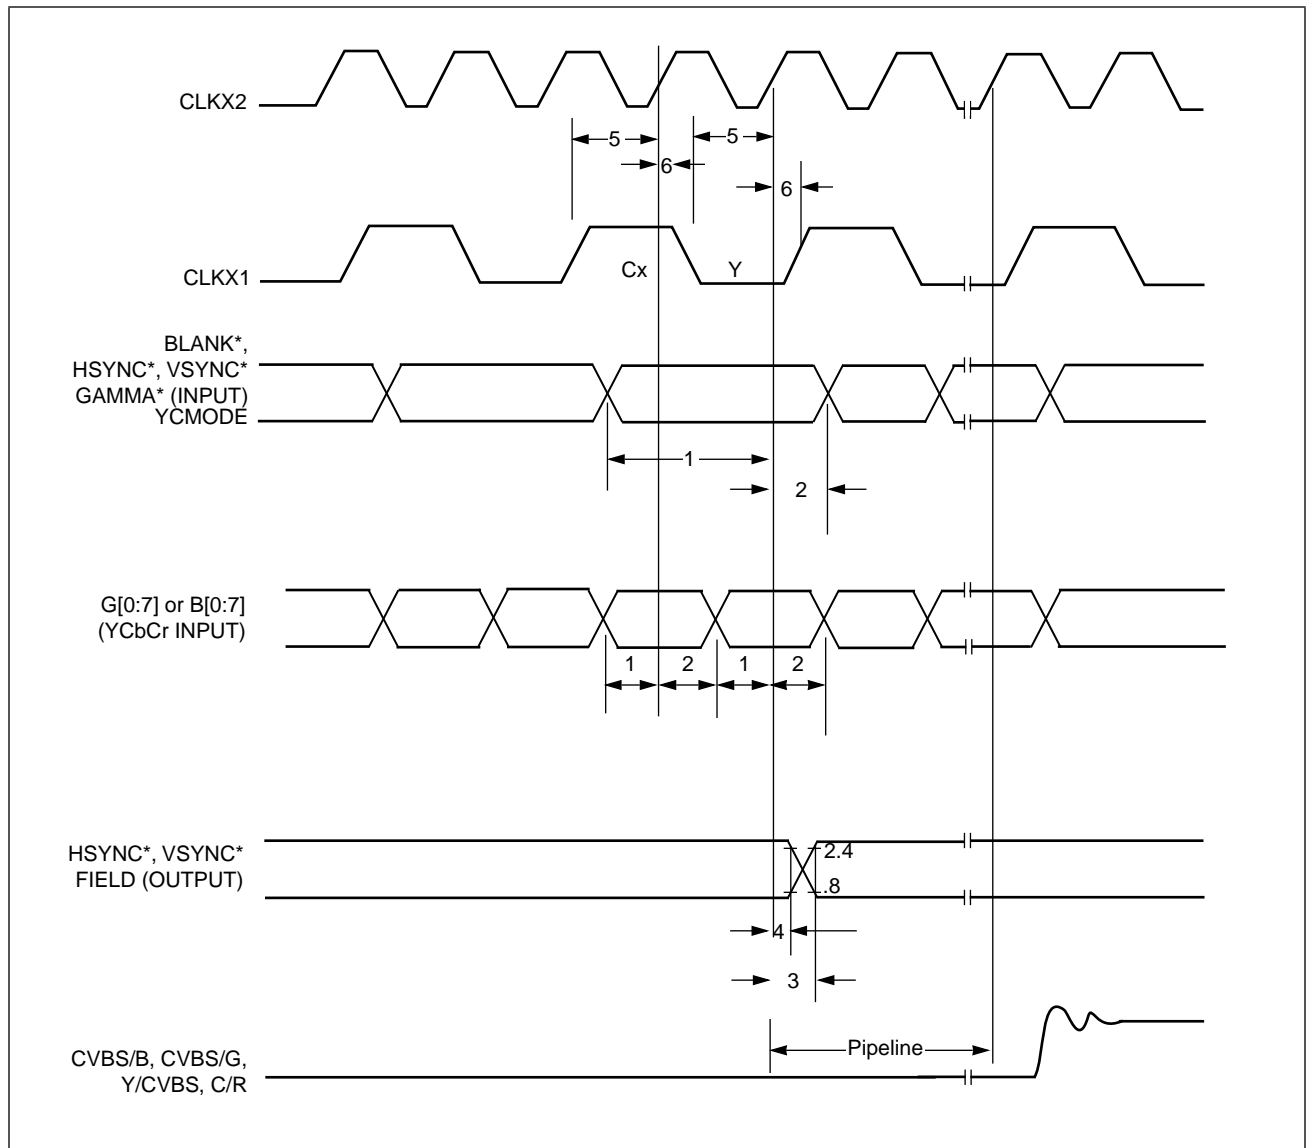 CLKX2
5
5
6
6
CLKX1
Cx
Y
BLANK*,
HSYNC*, VSYNC*
GAMMA* (INPUT)
YCMODE
1
2
G[0:7] or B[0:7]
(YCbCr INPUT)
1
2
1
2
HSYNC*, VSYNC*
FIELD (OUTPUT)
2.4
.8
4
3
CVBS/B, CVBS/G,
Y/CVBS, C/R
Pipeline